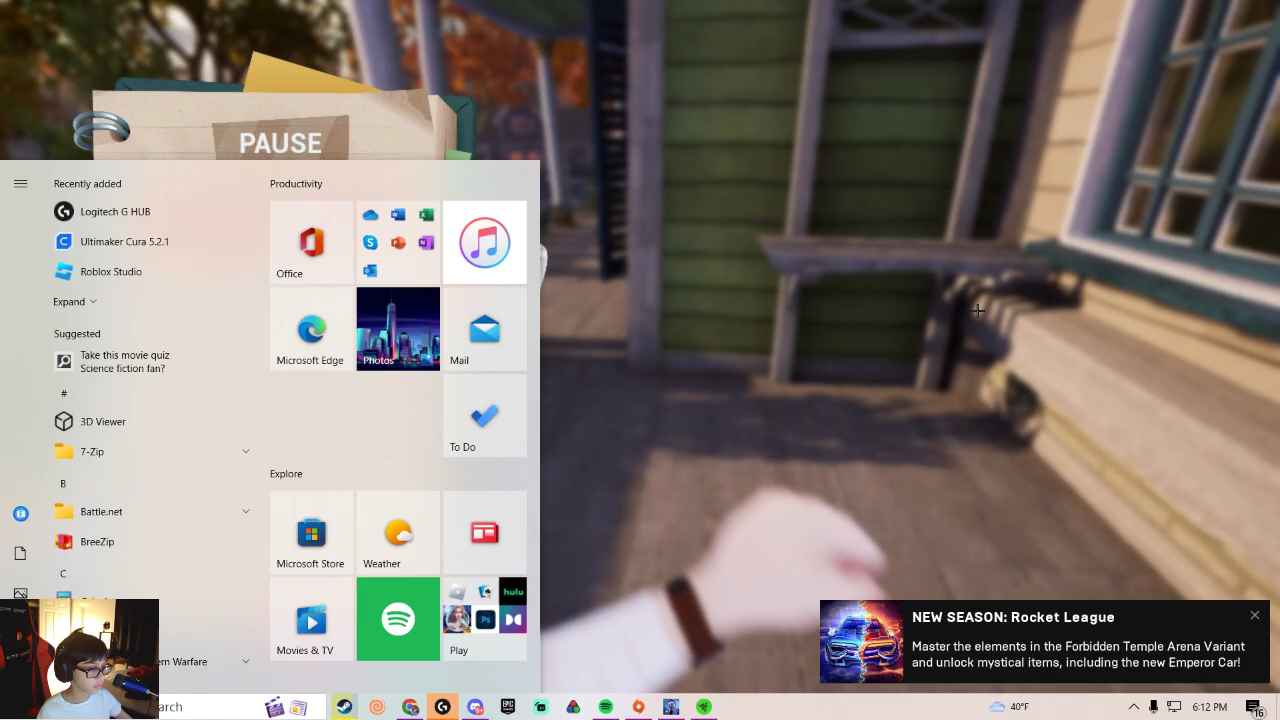 PAUSE
Recently added
Logitech G HUB
Ultimaker Cura 5.2.1
Roblox Studio
Expand
Suggested
Take this movie quiz
Science fiction fan?
#
3D Viewer
7-Zip
B
Battle.net
BreeZip
C
ern Warfare
Productivity
Office
Microsoft Edge
Photos
Mail
To Do
Explore
Microsoft Store
Weather
Movies & TV
hulu
Ps
Play
NEW SEASON: Rocket League
Master the elements in the Forbidden Temple Arena Variant
and unlock mystical items, including the new Emperor Car!
arch
EPIC
40°F
6:12 PM
16